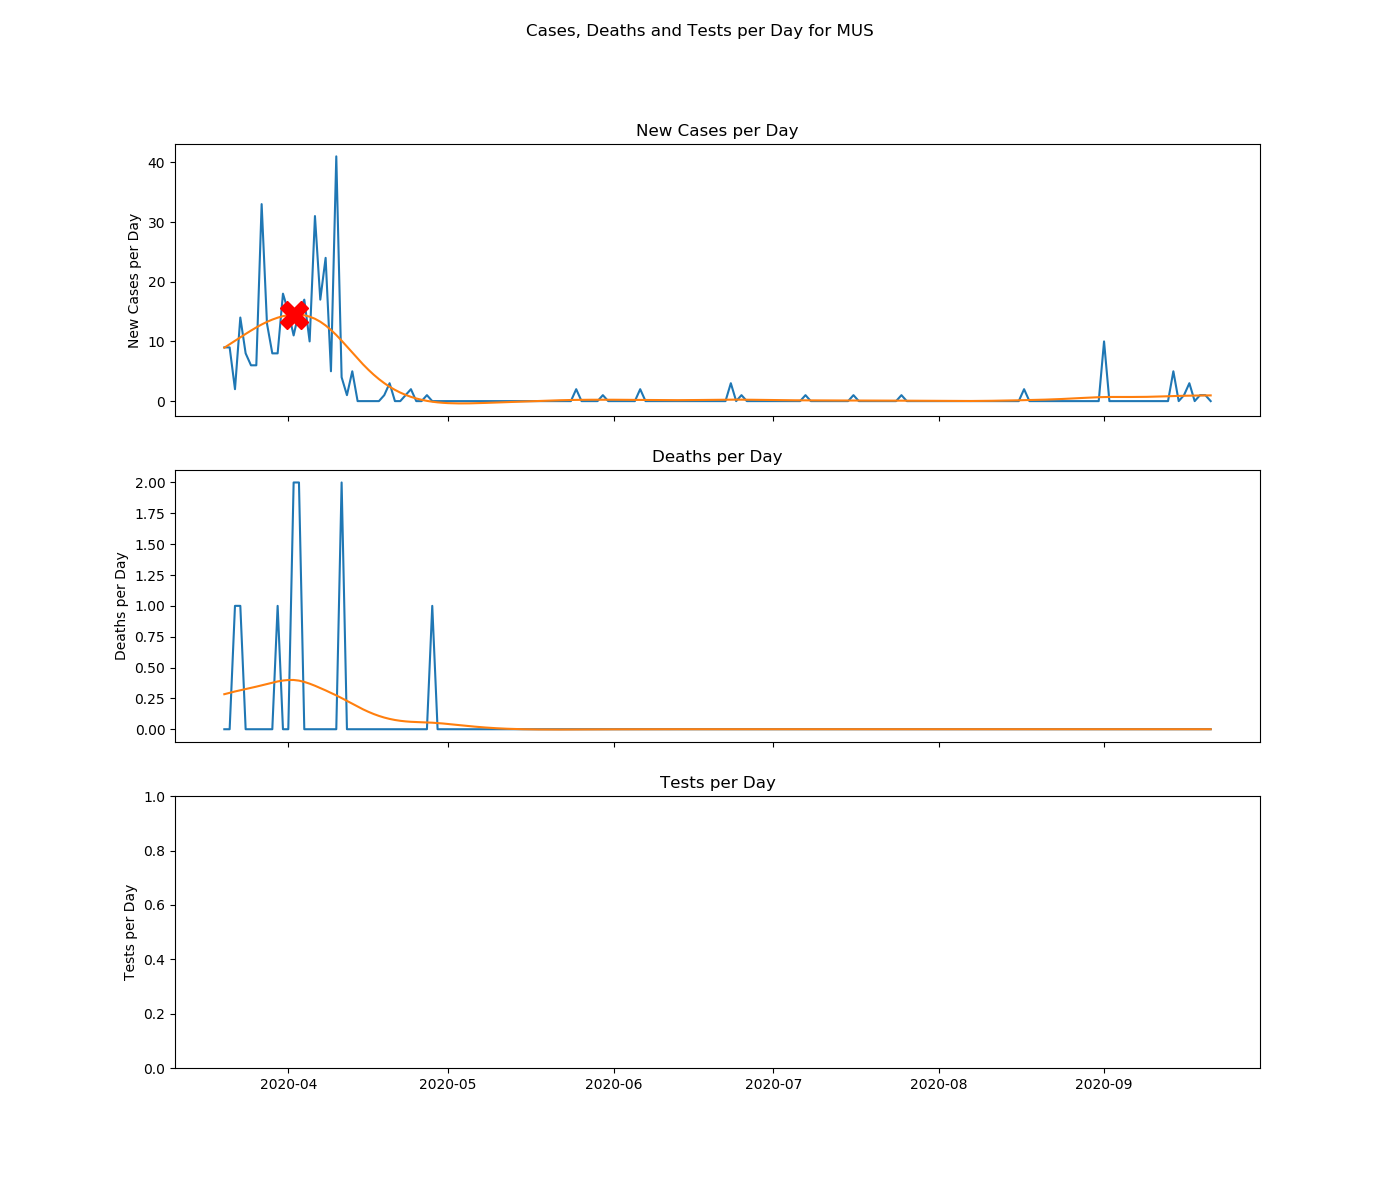 Cases, Deaths and Tests per Day for MUS
New Cases per Day
New Cases per Day
40
30
20
10
0
Deaths per Day
Deaths per Day
2.00
1.75
1.50
1.25
1.00
0.75
0.50
0.25
0.00
Tests per Day
Tests per Day
1.0
0.8
0.6
0.4
0.2
0.0
2020-04 2020-05 2020-06 2020-07 2020-08 2020-09